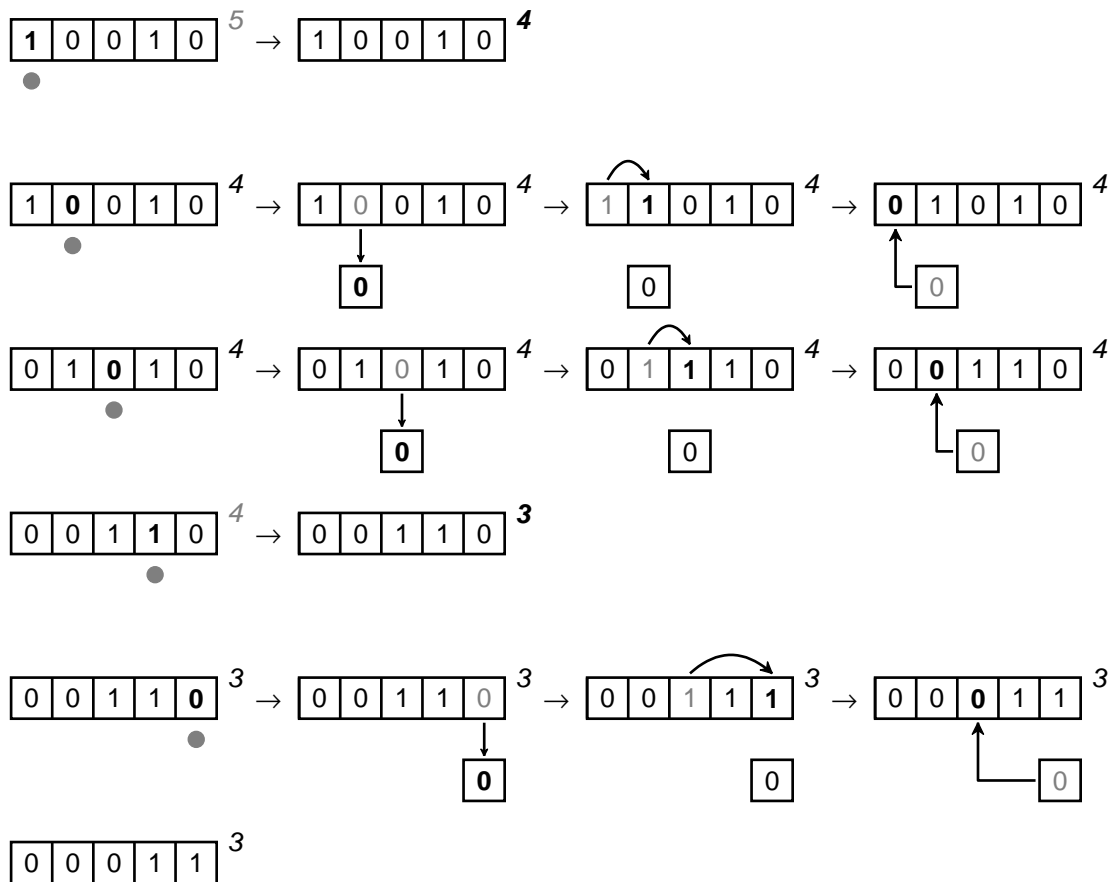 1 0 0 1 0 5 → 1 0 0 1 0 4
1 0 0 1 0 4 → 1 0 0 1 0 4 → 1 1 0 1 0 4 → 0 1 0 1 0 4
0 0 0
0 1 0 1 0 4 → 0 1 0 1 0 4 → 0 1 1 1 0 4 → 0 0 1 1 0 4
0 0 0
0 0 1 1 0 4 → 0 0 1 1 0 3
0 0 1 1 0 3 → 0 0 1 1 0 3 → 0 0 1 1 1 3 → 0 0 0 1 1 3
0 0 0
0 0 0 1 1 3